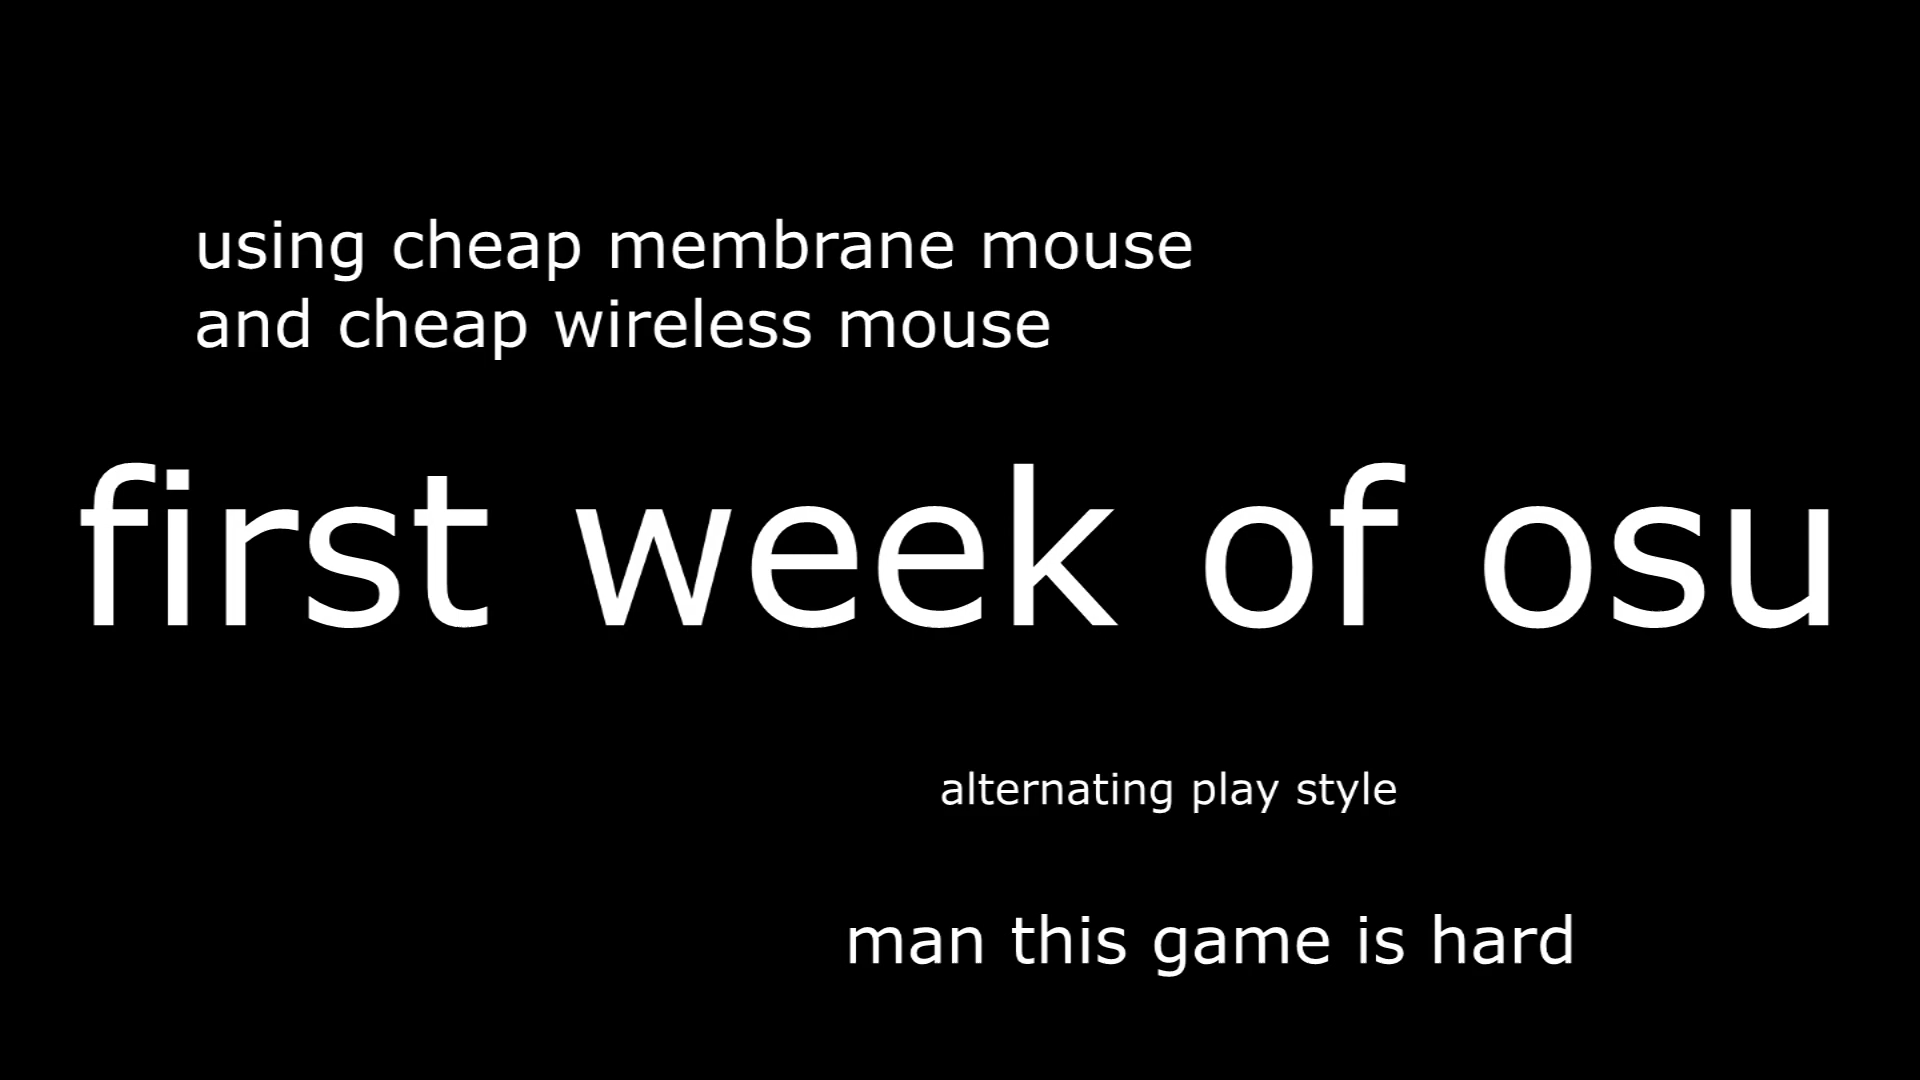 using cheap membrane mouse
and cheap wireless mouse
first week of osu
alternating play style
man this game is hard